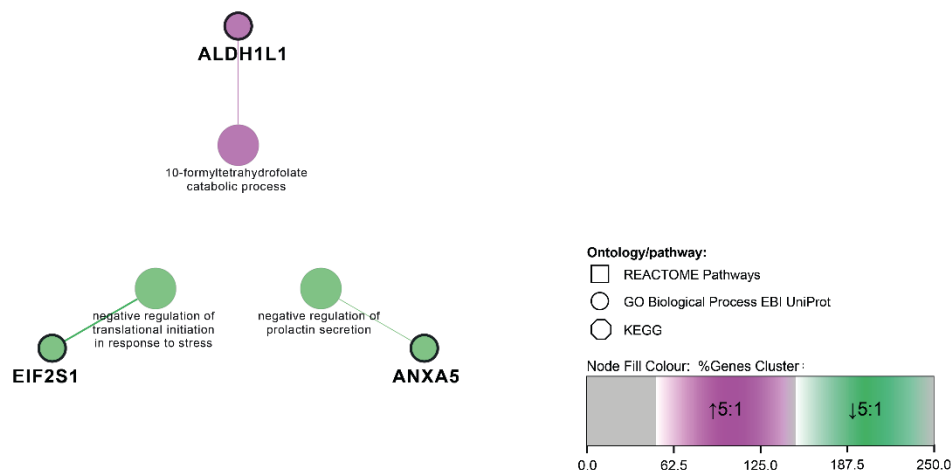 ALDH1L1
10-formyltetrahydrofolate
catabolic process
negative regulation of
translational initiation
in response to stress
negative regulation of
prolactin secretion
EIF2S1
ANXA5
Ontology/pathway:
REACTOME Pathways
GO Biological Process EBI UniProt
KEGG
Node Fill Colour: %Genes Cluster :
↑5:1
↓5:1
0.0 62.5 125.0 187.5 250.0